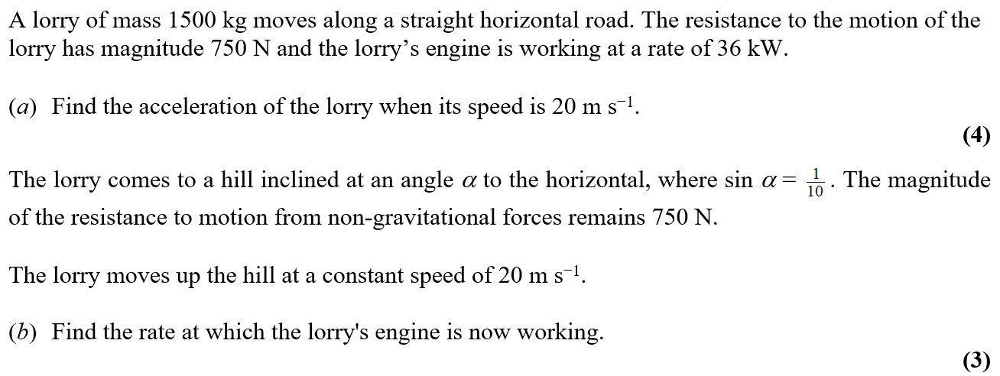 A lorry of mass 1500 kg moves along a straight horizontal road. The resistance to the motion of the
lorry has magnitude 750 N and the lorry’s engine is working at a rate of 36 kW.
(a) Find the acceleration of the lorry when its speed is 20 m s⁻¹.
(4)
The lorry comes to a hill inclined at an angle α to the horizontal, where sin α = 1/10 . The magnitude
of the resistance to motion from non-gravitational forces remains 750 N.
The lorry moves up the hill at a constant speed of 20 m s⁻¹.
(b) Find the rate at which the lorry's engine is now working.
(3)